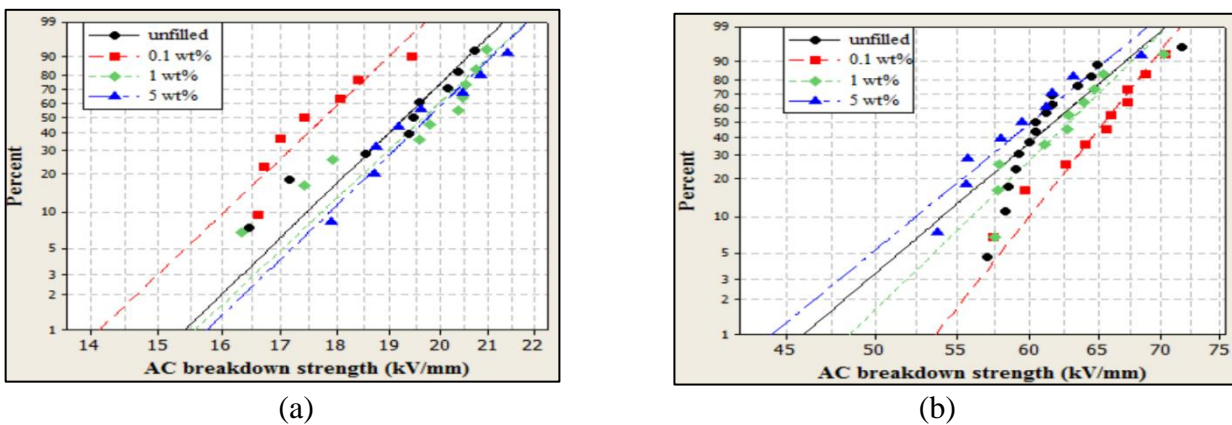 99
90
80
70
60
50
40
30
20
10
5
3
2
1
Percent
unfilled
0.1 wt%
1 wt%
5 wt%
14 15 16 17 18 19 20 21 22
AC breakdown strength (kV/mm)
(a)
99
90
80
70
60
50
40
30
20
10
5
3
2
1
Percent
unfilled
0.1 wt%
1 wt%
5 wt%
45 50 55 60 65 70 75
AC breakdown strength (kV/mm)
(b)